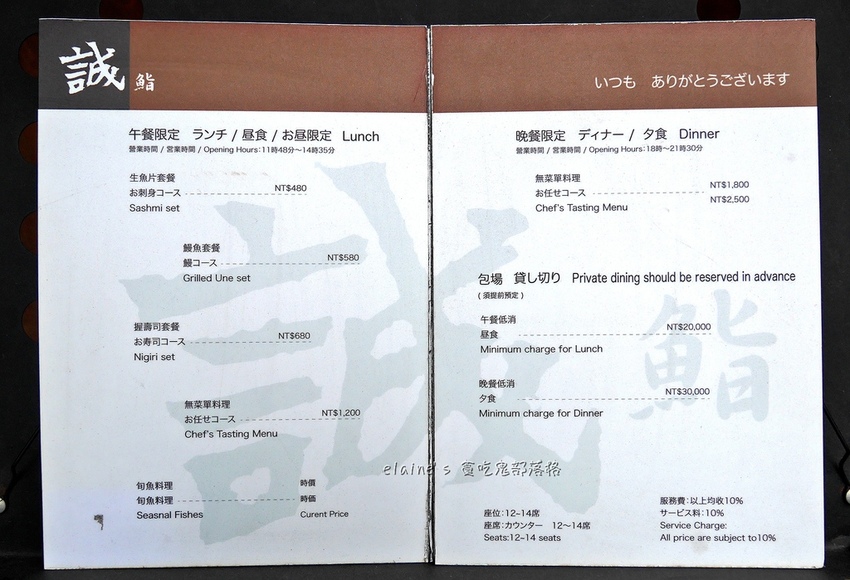 誠 鮨
午餐限定 ランチ / 昼食 / お昼限定 Lunch
營業時間 / 営業時間 / Opening Hours:11時48分〜14時35分
生魚片套餐
お刺身コース NT$480
Sashmi set
鰻魚套餐
鰻コース NT$580
Grilled Une set
握壽司套餐
お寿司コース NT$680
Nigiri set
無菜單料理
お任せコース NT$1,200
Chef's Tasting Menu
旬魚料理 時價
旬魚料理 時価
Seasnal Fishes Curent Price
いつも ありがとうございます
晚餐限定 ディナー / 夕食 Dinner
營業時間 / 営業時間 / Opening Hours:18時〜21時30分
無菜單料理 NT$1,800
お任せコース NT$2,500
Chef's Tasting Menu
包場 貸し切り Private dining should be reserved in advance
( 須提前預定 )
午餐低消
昼食 NT$20,000
Minimum charge for Lunch
晚餐低消
夕食 NT$30,000
Minimum charge for Dinner
座位:12~14席
座席:カウンター 12〜14席
Seats:12~14 seats
服務費:以上均收10%
サービス料:10%
Service Charge:
All price are subject to10%
誠 鮨
elaine's 愛吃鬼部落格